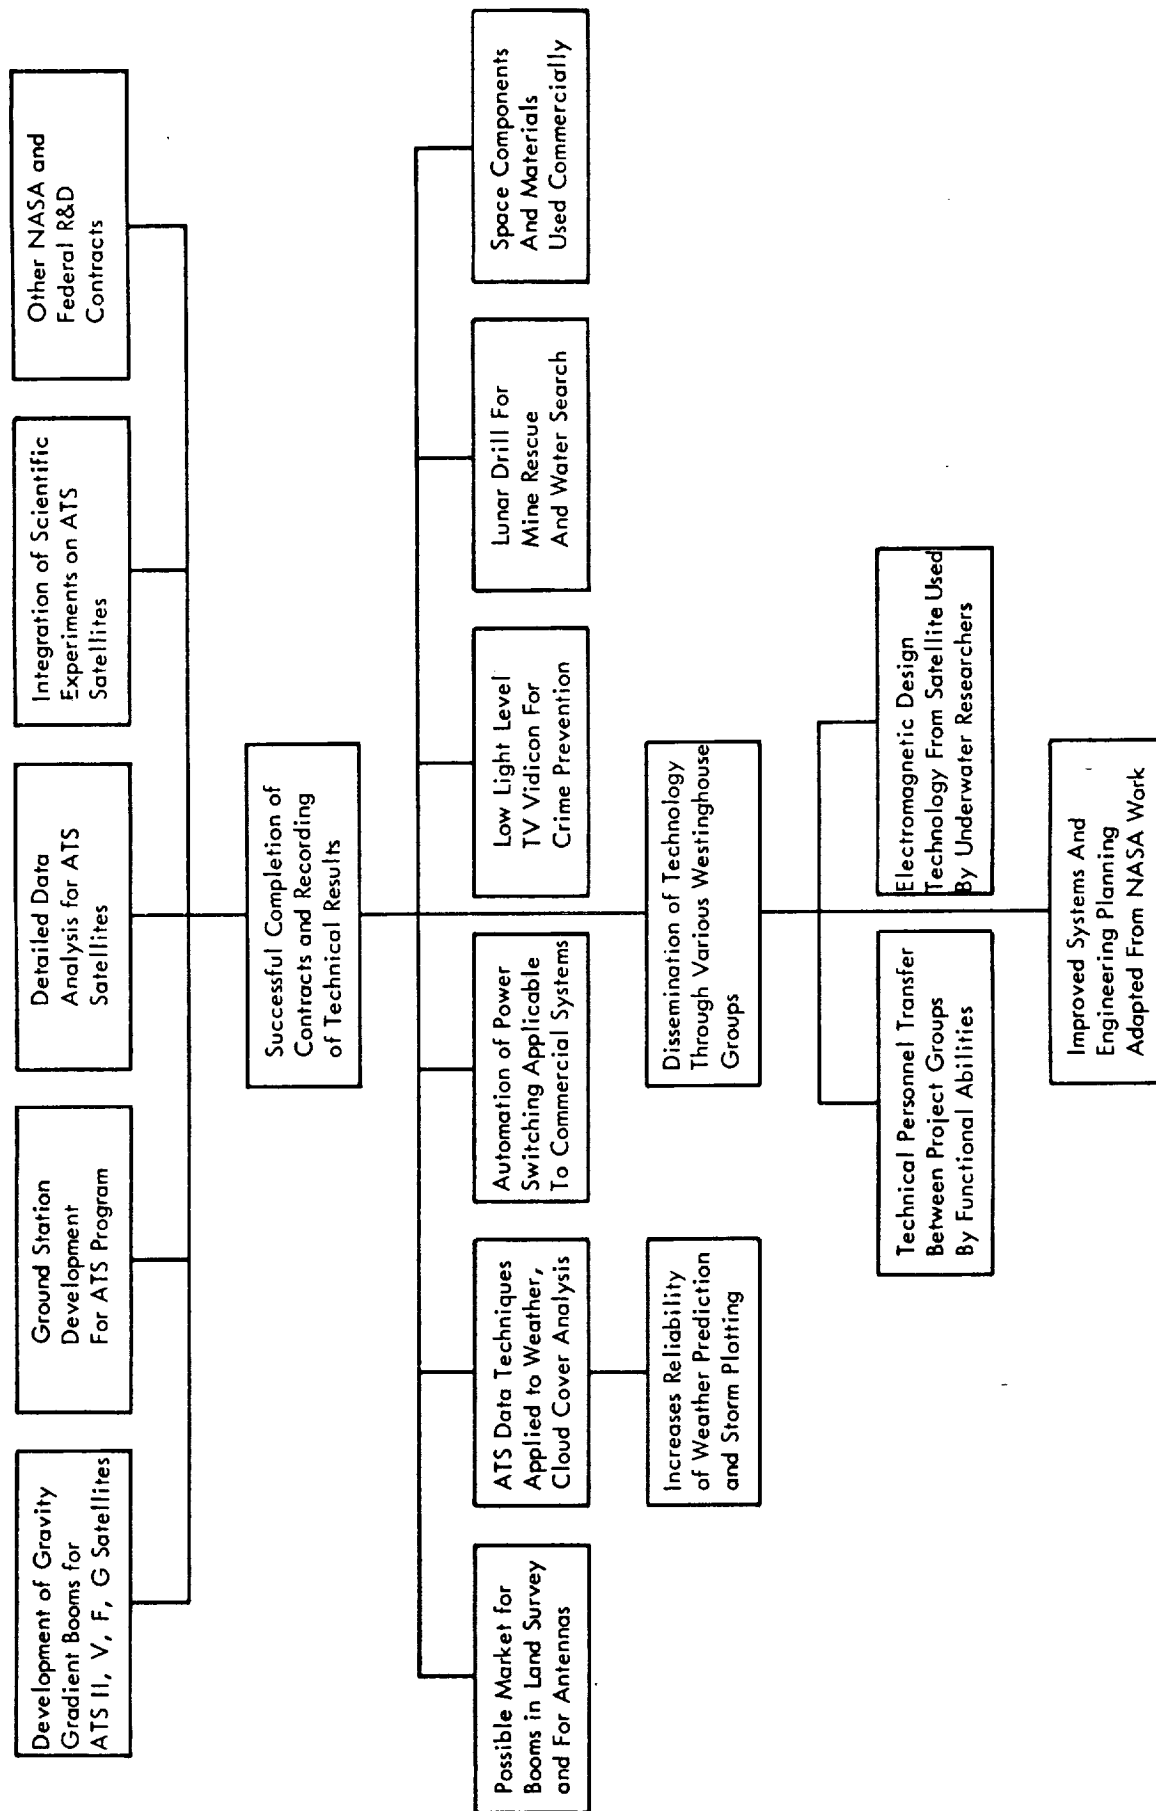 Development of Gravity
Gradient Booms for
ATS II, V, F, G Satellites
Ground Station
Development
For ATS Program
Detailed Data
Analysis for ATS
Satellites
Integration of Scientific
Experiments on ATS
Satellites
Other NASA and
Federal R&D
Contracts
Successful Completion of
Contracts and Recording
of Technical Results
Possible Market for
Booms in Land Survey
and For Antennas
ATS Data Techniques
Applied to Weather,
Cloud Cover Analysis
Automation of Power
Switching Applicable
To Commercial Systems
Low Light Level
TV Vidicon For
Crime Prevention
Lunar Drill For
Mine Rescue
And Water Search
Space Components
And Materials
Used Commercially
Increases Reliability
of Weather Prediction
and Storm Plotting
Dissemination of Technology
Through Various Westinghouse
Groups
Technical Personnel Transfer
Between Project Groups
By Functional Abilities
Electromagnetic Design
Technology From Satellite Used
By Underwater Researchers
Improved Systems And
Engineering Planning
Adapted From NASA Work